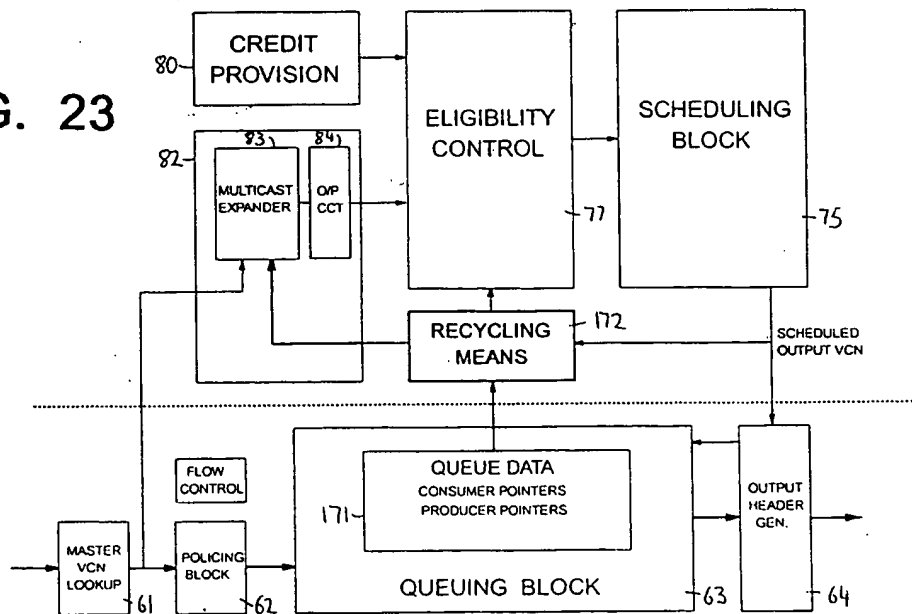 G. 23
80
CREDIT
PROVISION
ELIGIBILITY
CONTROL
77
SCHEDULING
BLOCK
75
82
83
84
MULTICAST
EXPANDER
O/P
CCT
RECYCLING
MEANS
172
SCHEDULED
OUTPUT VCN
FLOW
CONTROL
MASTER
VCN
LOOKUP
61
POLICING
BLOCK
62
171
QUEUE DATA
CONSUMER POINTERS
PRODUCER POINTERS
QUEUING BLOCK
63
OUTPUT
HEADER
GEN.
64